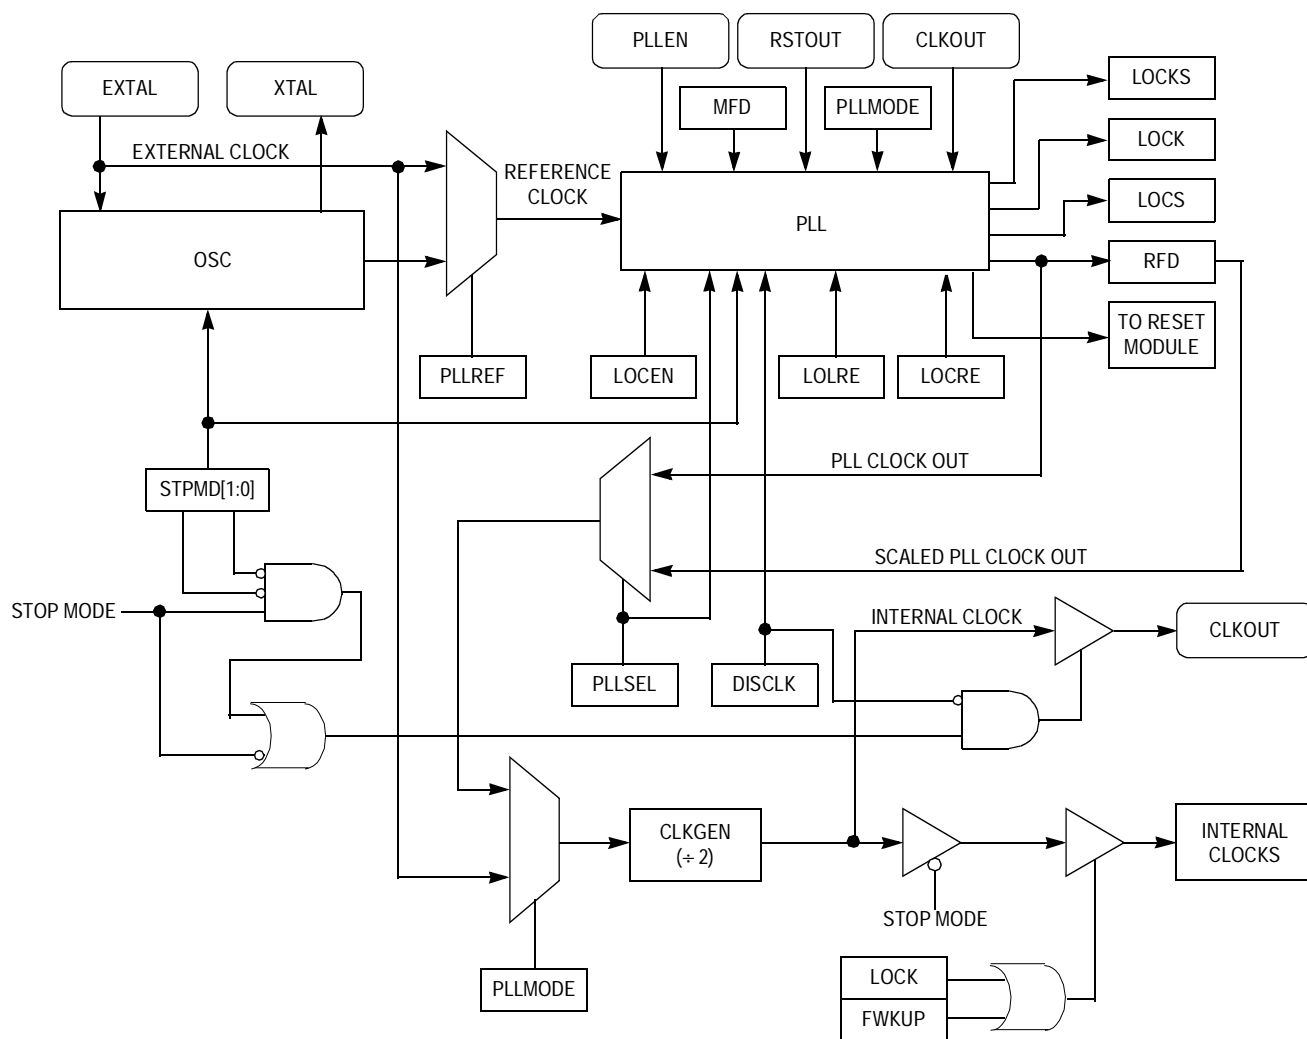 PLLEN
RSTOUT
CLKOUT
EXTAL
XTAL
LOCKS
MFD
PLLMODE
LOCK
EXTERNAL CLOCK
REFERENCE
CLOCK
LOCS
PLL
OSC
RFD
TO RESET
MODULE
PLLREF
LOCEN
LOLRE
LOCRE
PLL CLOCK OUT
STPMD[1:0]
SCALED PLL CLOCK OUT
STOP MODE
INTERNAL CLOCK
CLKOUT
PLLSEL
DISCLK
CLKGEN
(÷ 2)
INTERNAL
CLOCKS
STOP MODE
PLLMODE
LOCK
FWKUP